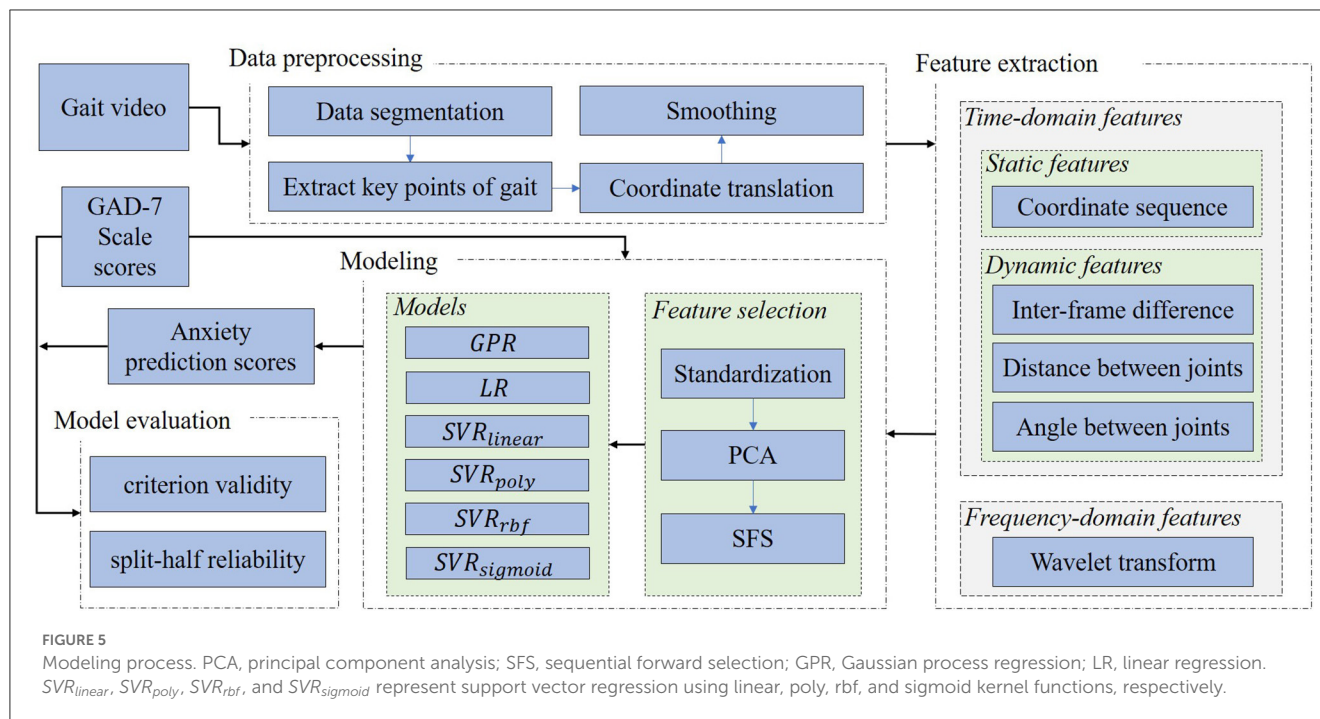 Data preprocessing
Gait video
Data segmentation
Smoothing
Extract key points of gait
Coordinate translation
Feature extraction
Time-domain features
Static features
Coordinate sequence
Dynamic features
Inter-frame difference
Distance between joints
Angle between joints
Frequency-domain features
Wavelet transform
GAD-7
Scale
scores
Modeling
Models
GPR
LR
SVR_linear
SVR_poly
SVR_rbf
SVR_sigmoid
Feature selection
Standardization
PCA
SFS
Anxiety
prediction scores
Model evaluation
criterion validity
split-half reliability
FIGURE 5
Modeling process. PCA, principal component analysis; SFS, sequential forward selection; GPR, Gaussian process regression; LR, linear regression.
SVR_linear, SVR_poly, SVR_rbf, and SVR_sigmoid represent support vector regression using linear, poly, rbf, and sigmoid kernel functions, respectively.